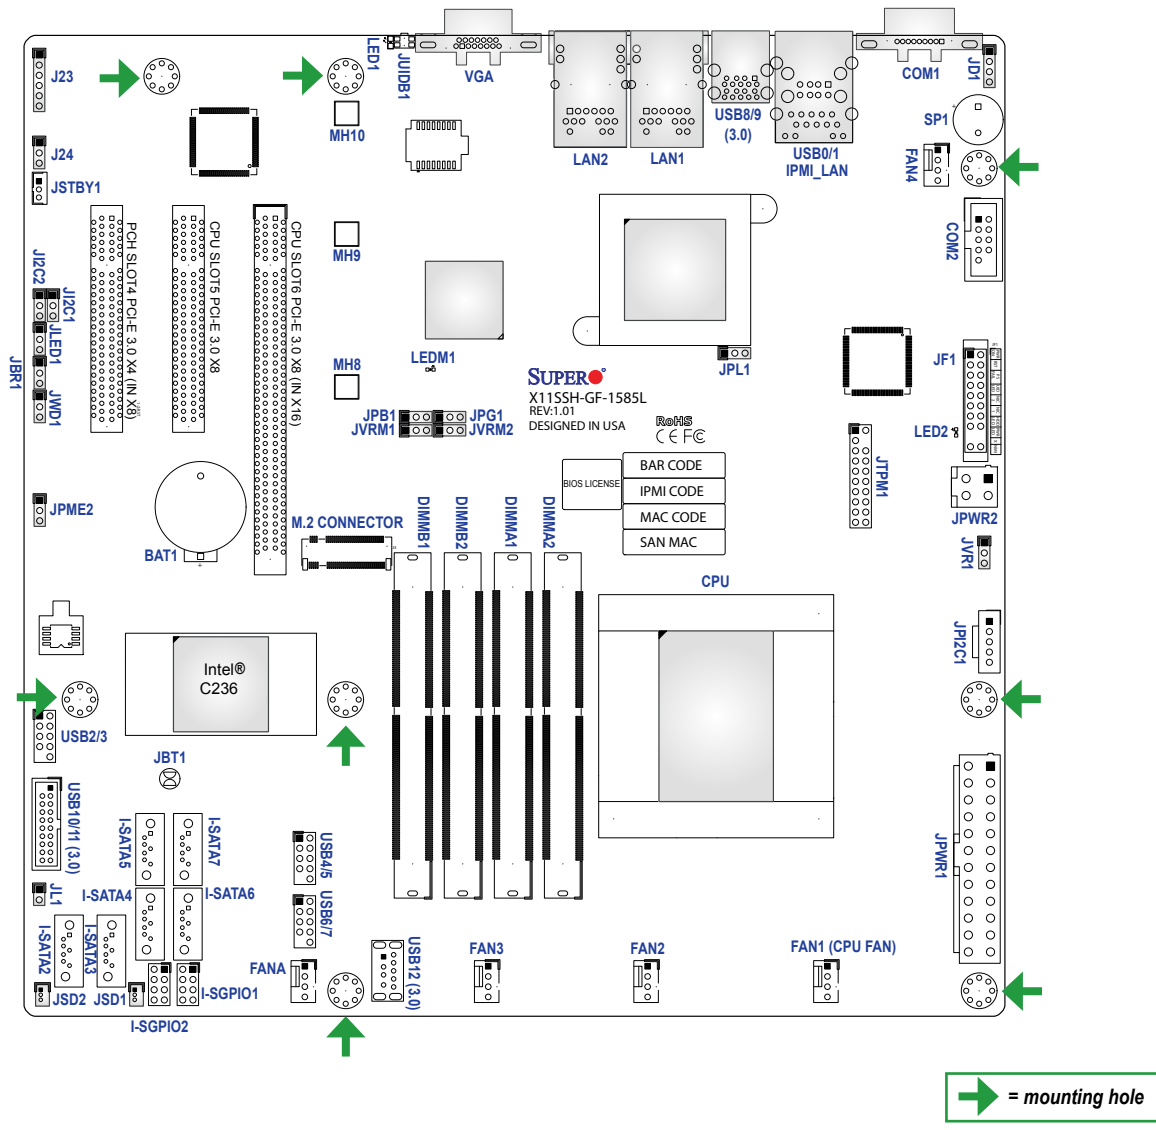 LED1
JUIDB1
VGA
LAN2
LAN1
USB8/9
(3.0)
USB0/1
IPMI_LAN
COM1
JD1
J23
MH10
SP1
FAN4
J24
JSTBY1
PCH SLOT4 PCI-E 3.0 X4 (IN X8)
CPU SLOT5 PCI-E 3.0 X8
CPU SLOT6 PCI-E 3.0 X8 (IN X16)
MH9
COM2
JI2C2
JI2C1
JLED1
JBR1
JWD1
LEDM1
MH8
JPL1
JF1
SUPER
X11SSH-GF-1585L
REV:1.01
DESIGNED IN USA
RoHS
CE FC
JPB1
JPG1
JVRM1
JVRM2
LED2
BIOS LICENSE
BAR CODE
IPMI CODE
MAC CODE
SAN MAC
JTPM1
JPWR2
JPME2
BAT1
M.2 CONNECTOR
DIMMB1
DIMMB2
DIMMA1
DIMMA2
JVR1
CPU
JPI2C1
Intel®
C236
USB2/3
JBT1
USB10/11 (3.0)
I-SATA5
I-SATA7
USB4/5
JPWR1
JL1
I-SATA4
I-SATA6
USB6/7
I-SATA2
I-SATA3
FANA
USB12 (3.0)
FAN3
FAN2
FAN1 (CPU FAN)
JSD2
JSD1
I-SGPIO1
I-SGPIO2
= mounting hole